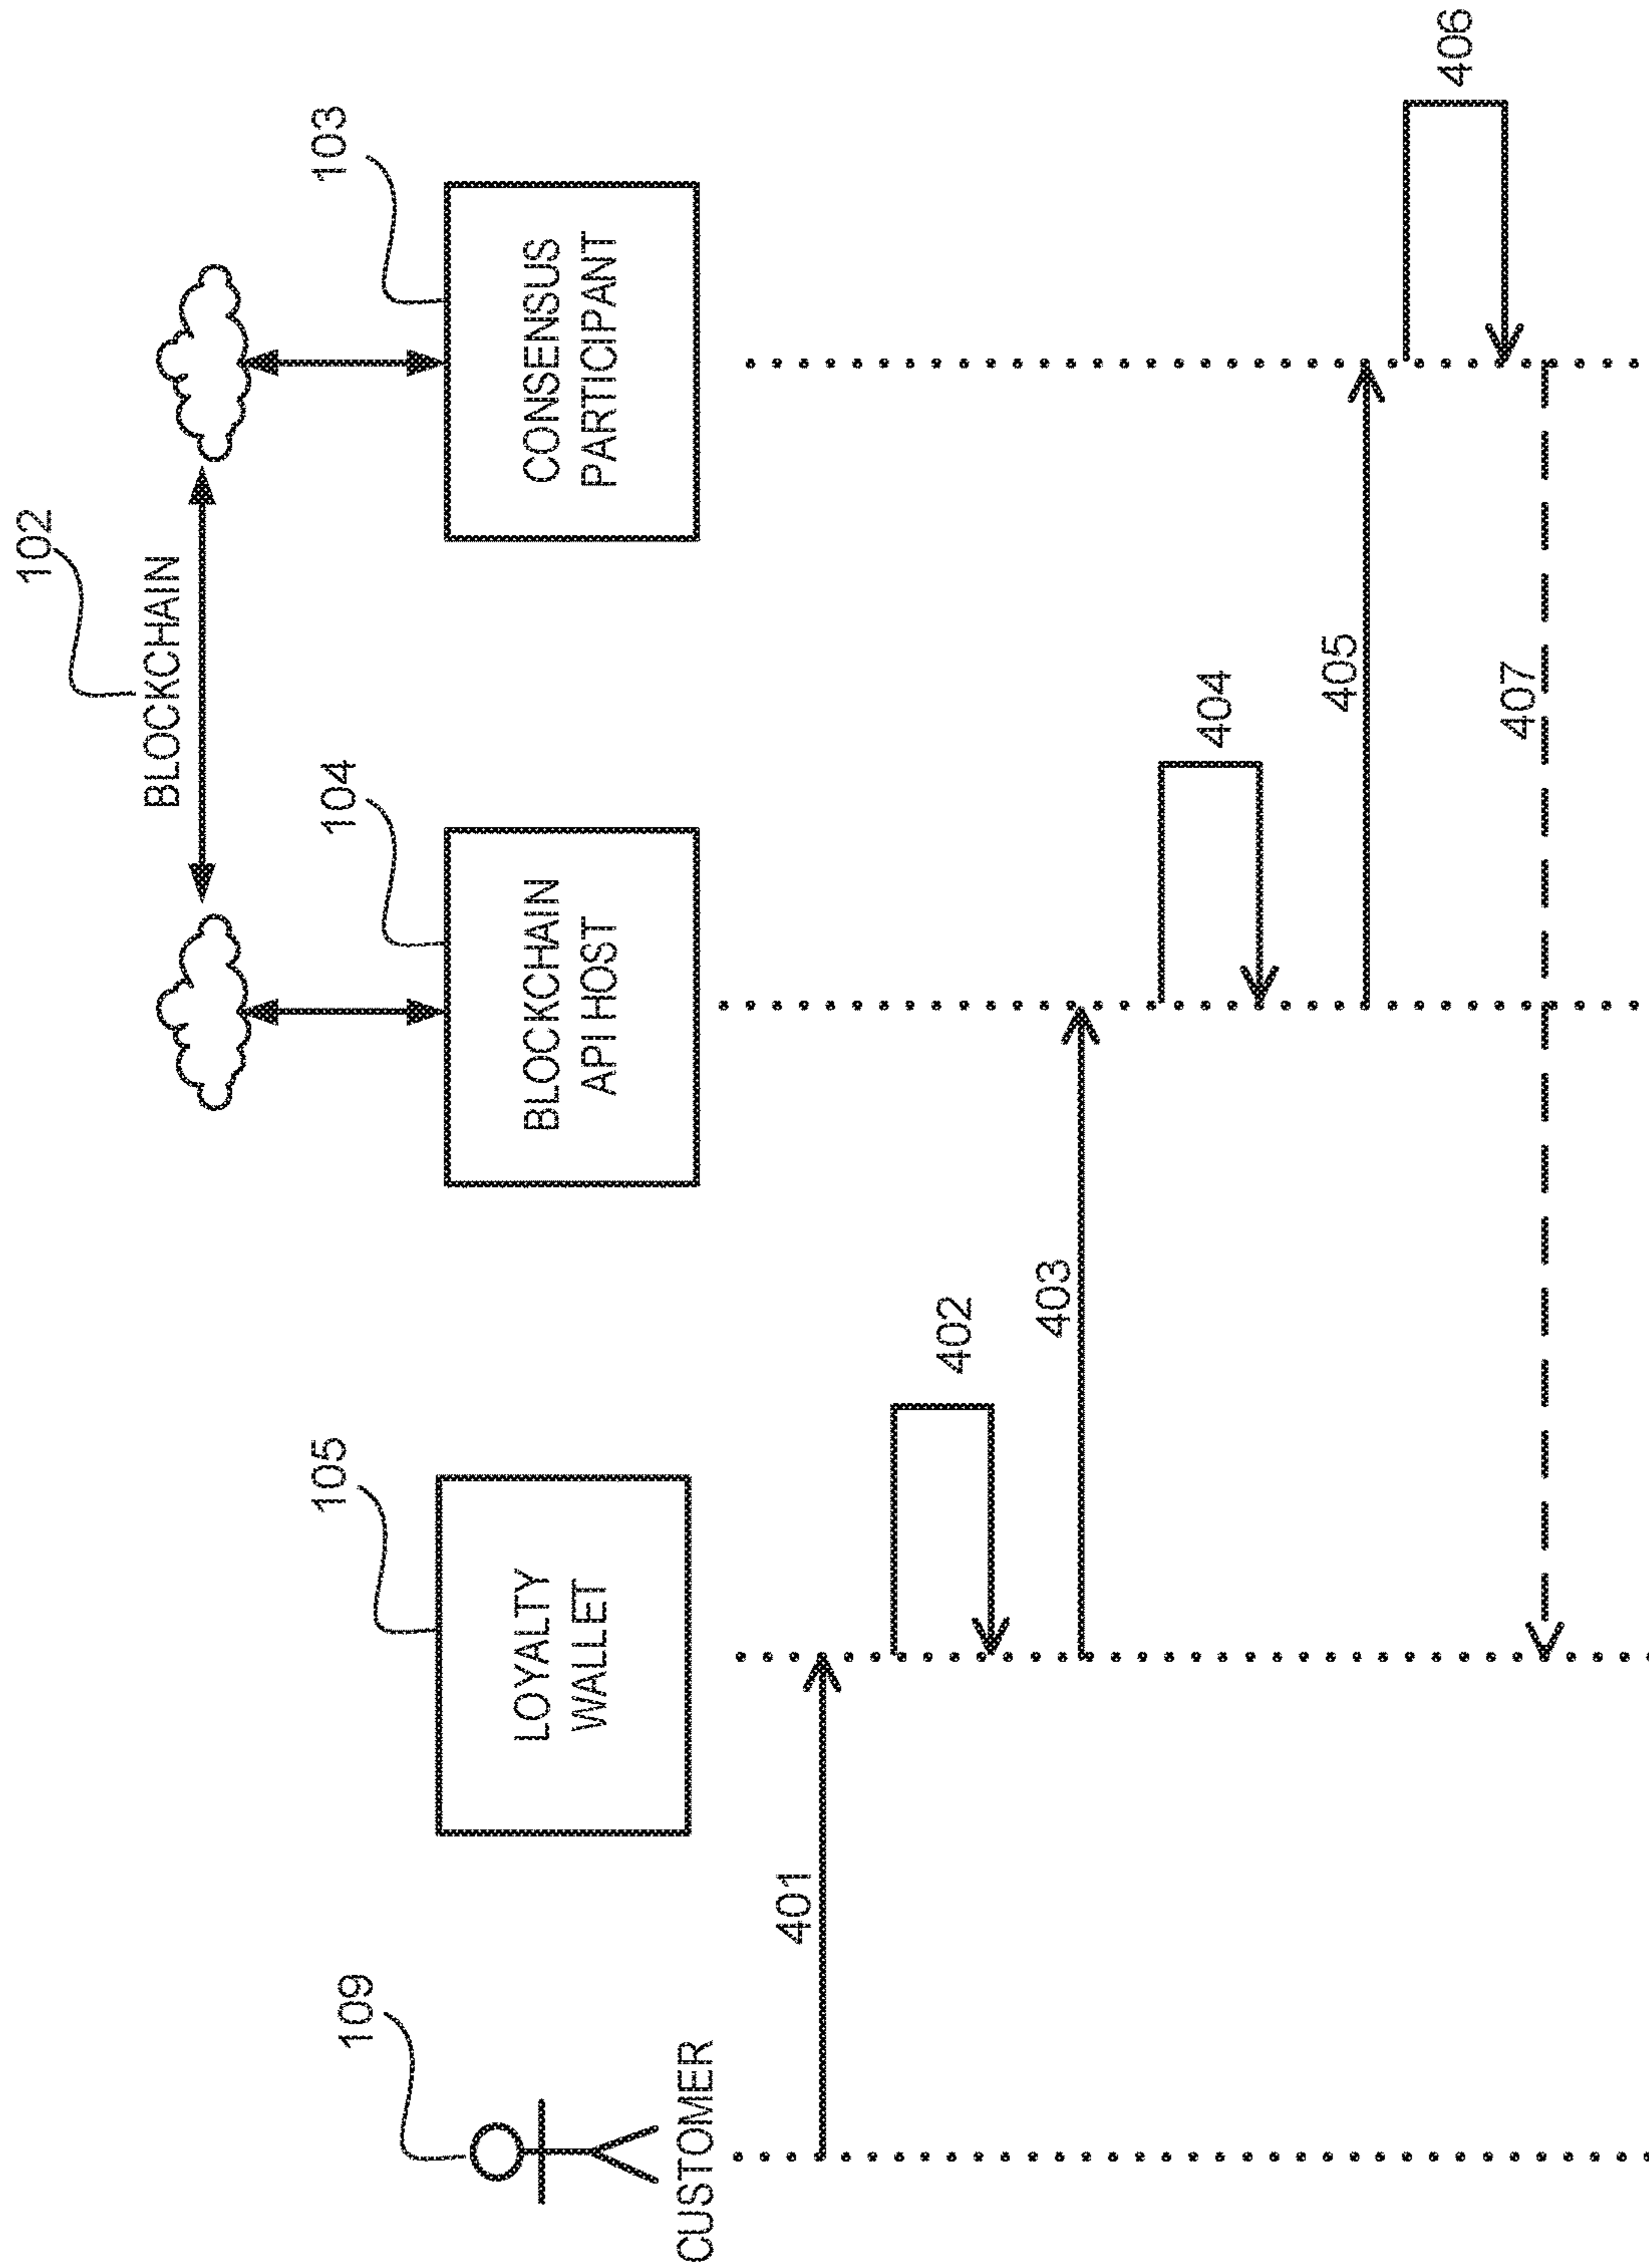 102
BLOCKCHAIN
109
105
104
103
CUSTOMER
LOYALTY
WALLET
BLOCKCHAIN
API HOST
CONSENSUS
PARTICIPANT
401
402
403
404
405
406
407